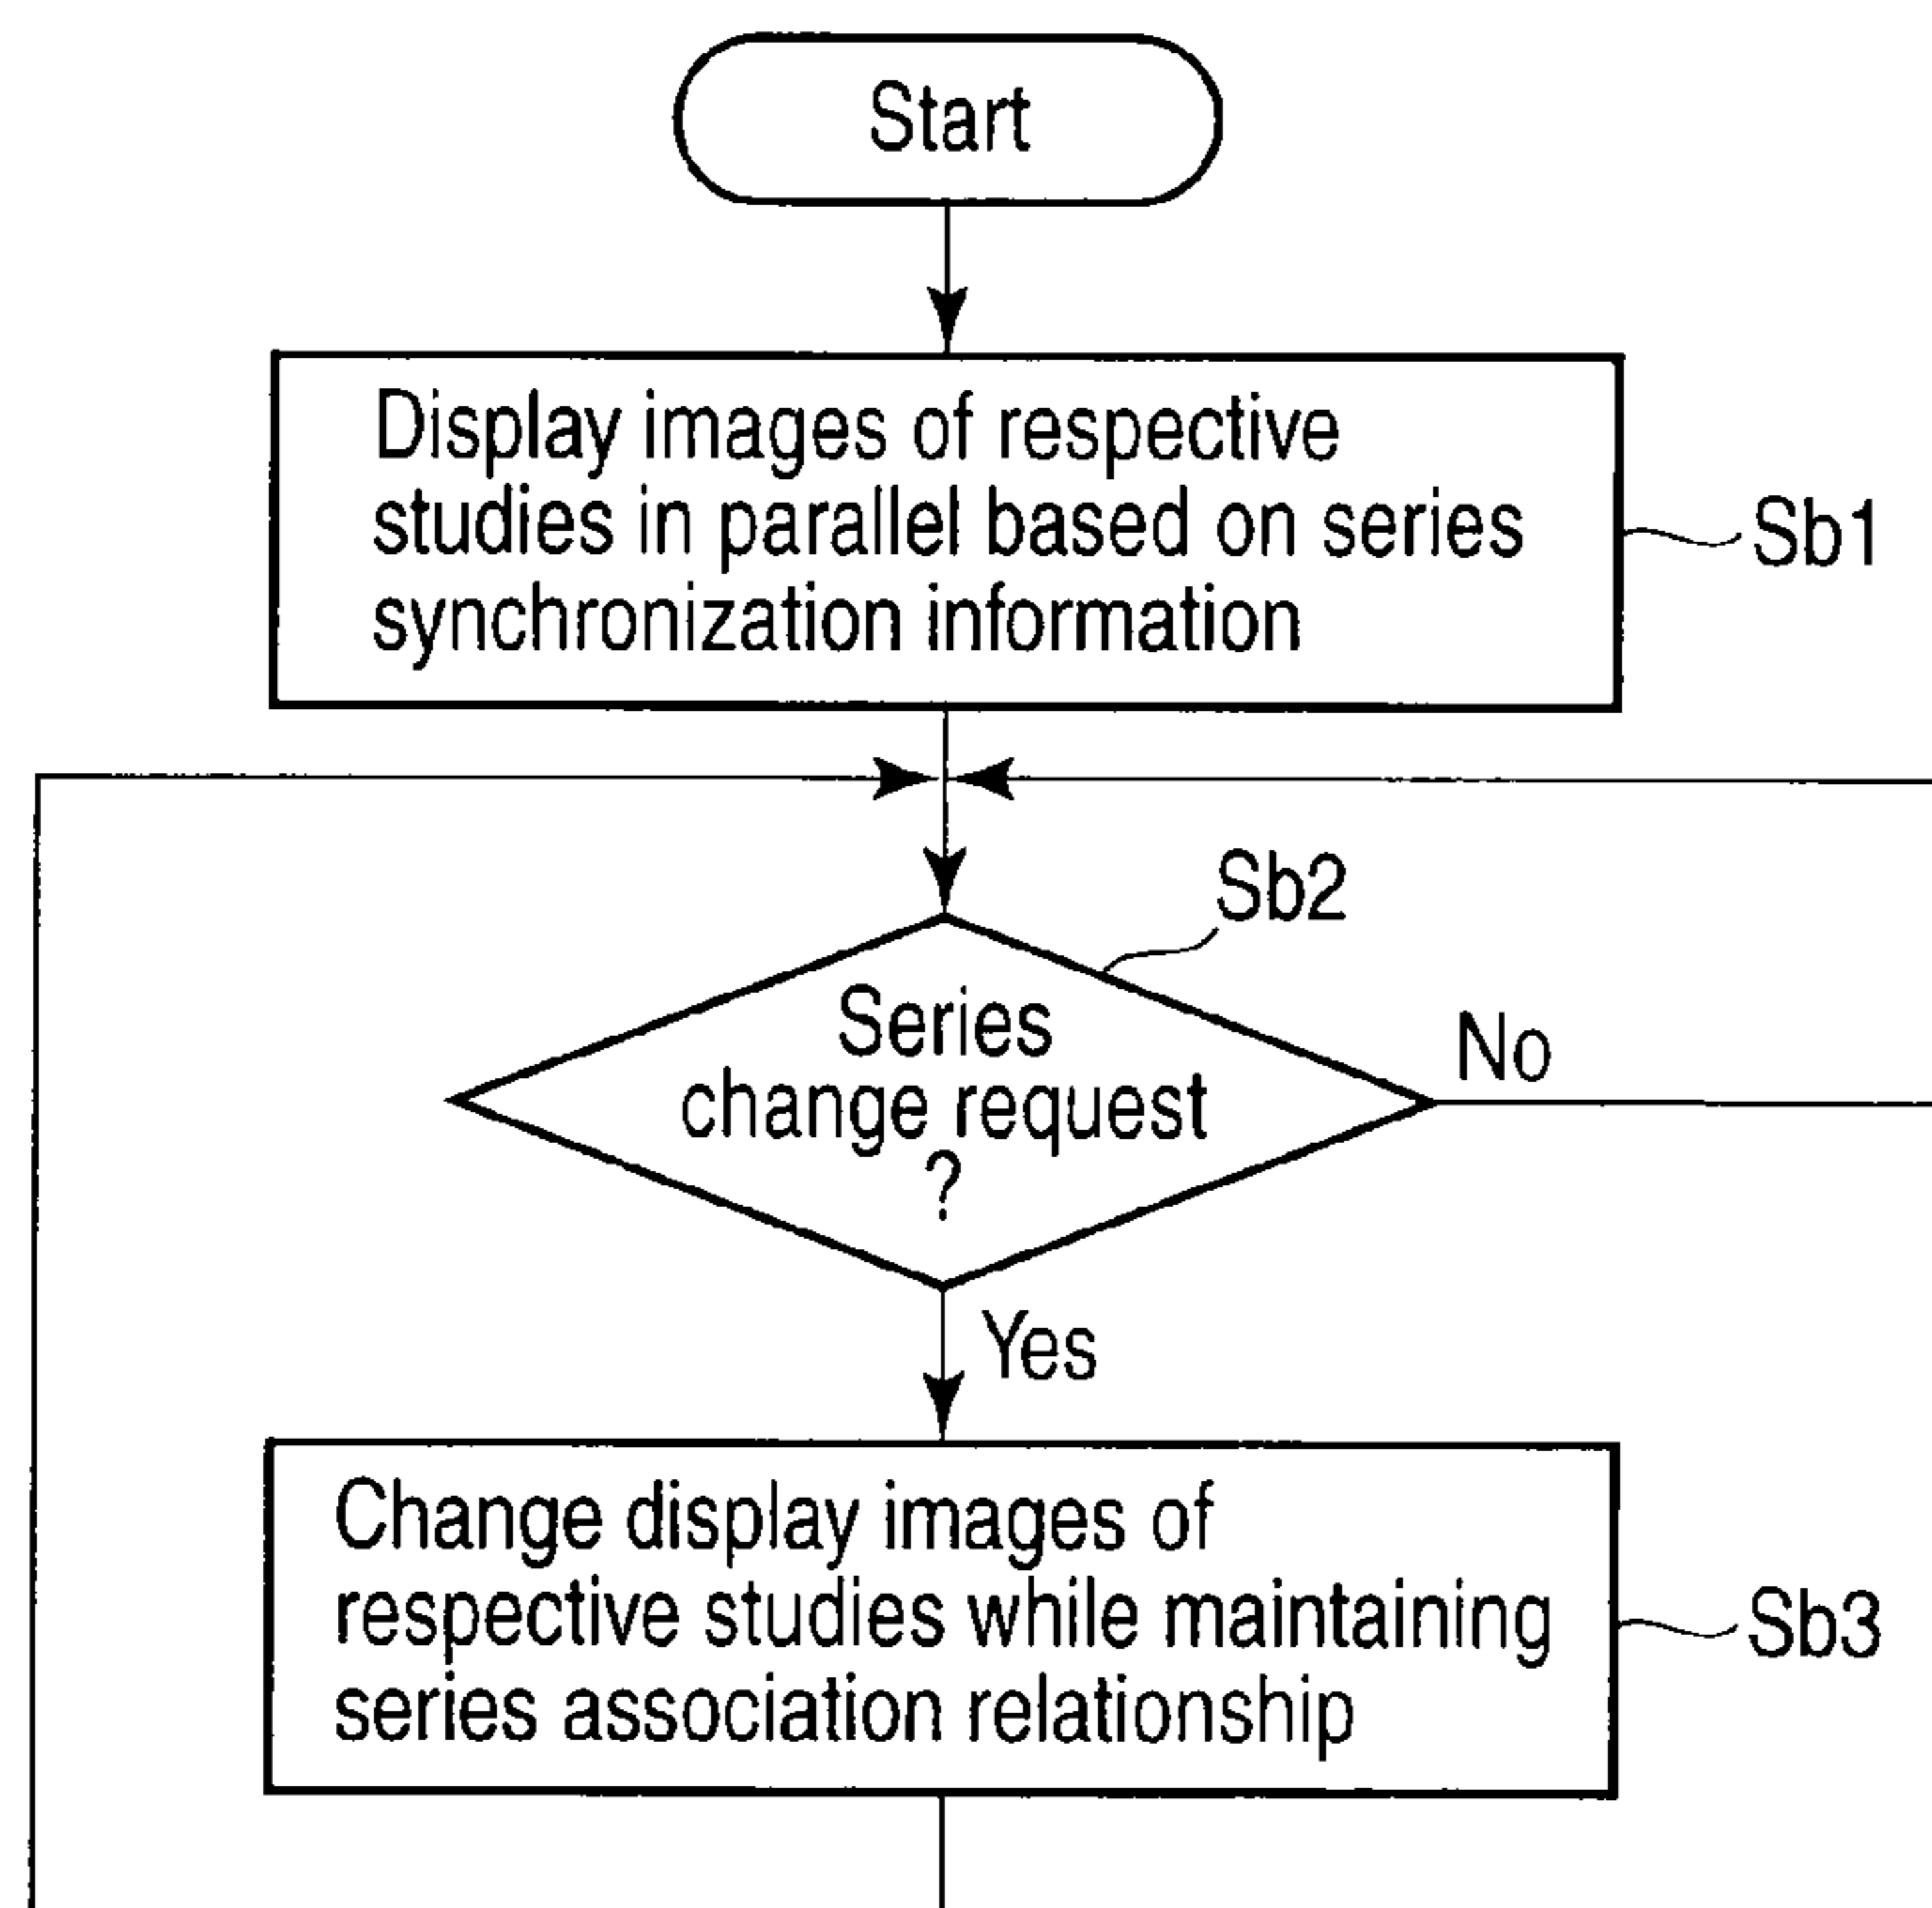 Start
Display images of respective
studies in parallel based on series
synchronization information
Sb1
Sb2
Series
change request
?
No
Yes
Change display images of
respective studies while maintaining
series association relationship
Sb3